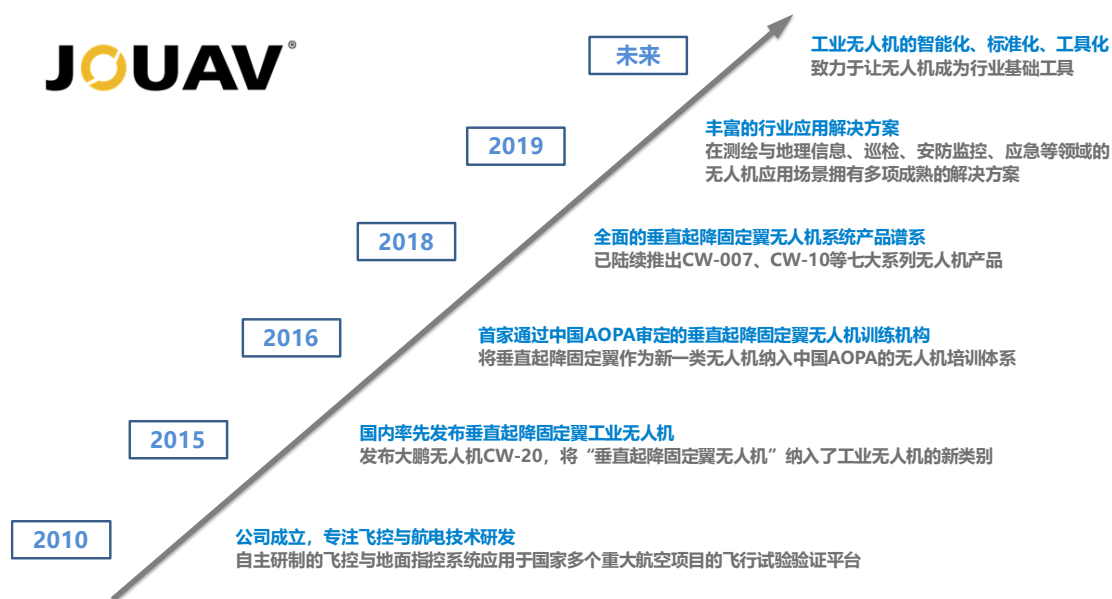 JOUAV®
未来
工业无人机的智能化、标准化、工具化
致力于让无人机成为行业基础工具
2019
丰富的行业应用解决方案
在测绘与地理信息、巡检、安防监控、应急等领域的
无人机应用场景拥有多项成熟的解决方案
2018
全面的垂直起降固定翼无人机系统产品谱系
已陆续推出CW-007、CW-10等七大系列无人机产品
2016
首家通过中国AOPA审定的垂直起降固定翼无人机训练机构
将垂直起降固定翼作为新一类无人机纳入中国AOPA的无人机培训体系
2015
国内率先发布垂直起降固定翼工业无人机
发布大鹏无人机CW-20，将“垂直起降固定翼无人机”纳入了工业无人机的新类别
2010
公司成立，专注飞控与航电技术研发
自主研制的飞控与地面指控系统应用于国家多个重大航空项目的飞行试验验证平台